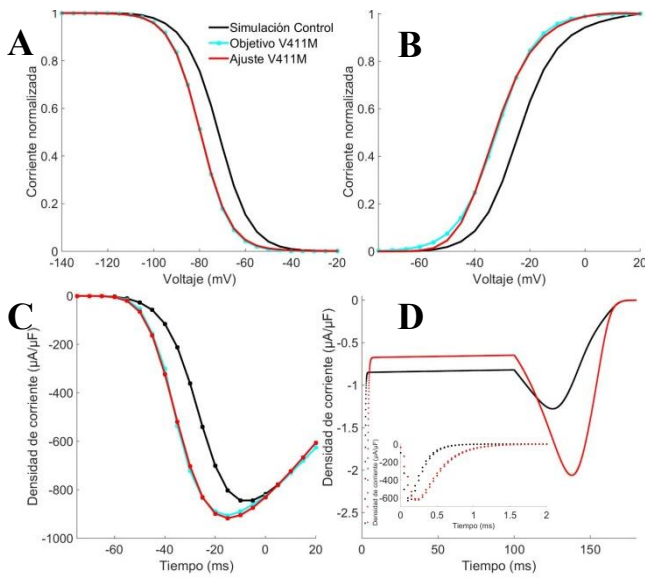 A
Simulación Control
Objetivo V411M
Ajuste V411M
Corriente normalizada
1
0.8
0.6
0.4
0.2
0
-140 -120 -100 -80 -60 -40 -20
Voltaje (mV)
B
Corriente normalizada
1
0.8
0.6
0.4
0.2
0
-60 -40 -20 0 20
Voltaje (mV)
C
Densidad de corriente (µA/µF)
0
-200
-400
-600
-800
-1000
-60 -40 -20 0 20
Tiempo (ms)
D
Densidad de corriente (µA/µF)
0
-0.5
-1
-1.5
-2
-2.5
0 100 200
Tiempo (ms)
Densidad de corriente (µA/µF)
0
-200
-400
-600
0 0.5 1 1.5 2
Tiempo (ms)